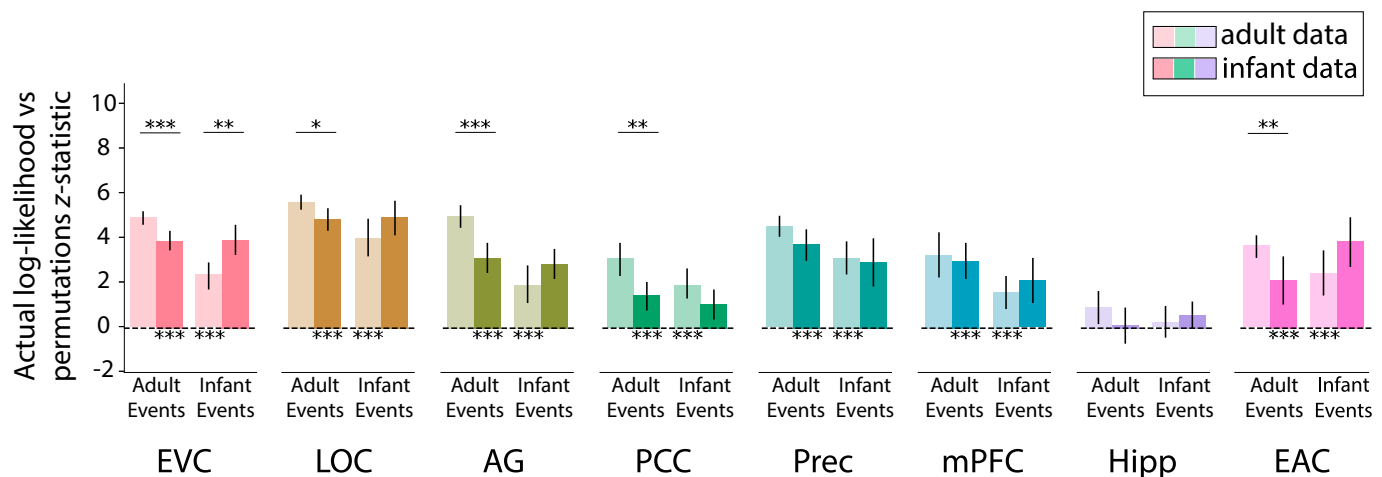 adult data
infant data
Actual log-likelihood vs
permutations z-statistic
10
8
6
4
2
0
-2
*** ** * *** ** **
*** *** *** *** *** *** *** *** *** *** *** *** *** ***
Adult Infant Adult Infant Adult Infant Adult Infant Adult Infant Adult Infant Adult Infant Adult Infant
Events Events Events Events Events Events Events Events Events Events Events Events Events Events Events Events
EVC LOC AG PCC Prec mPFC Hipp EAC